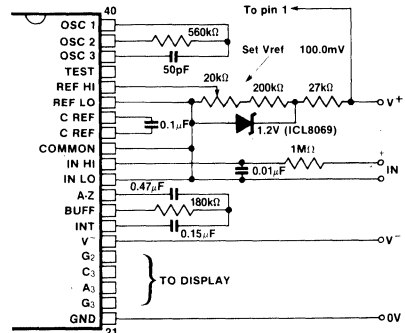 40
To pin 1
OSC 1
560kΩ
OSC 2
Set Vref 100.0mV
OSC 3
50pF
TEST
20kΩ
REF HI
200kΩ 27kΩ
REF LO
V+
C REF
0.1µF
1.2V (ICL8069)
C REF
COMMON
1MΩ
+
IN HI
0.01µF
IN
IN LO
-
0.47µF
A-Z
BUFF
180kΩ
INT
0.15µF
V-
V-
G2
C3
TO DISPLAY
A3
G3
GND
0V
21